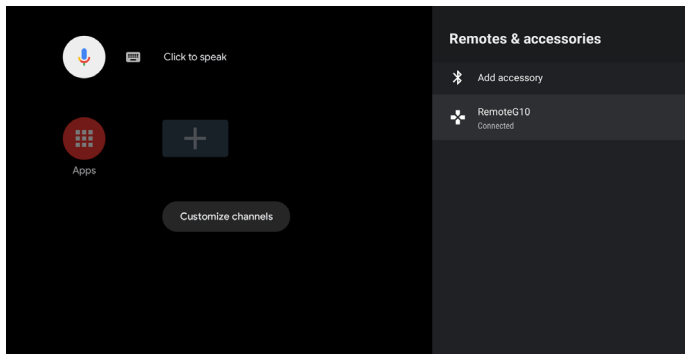 Click to speak
Apps
Customize channels
Remotes & accessories
Add accessory
RemoteG10
Connected